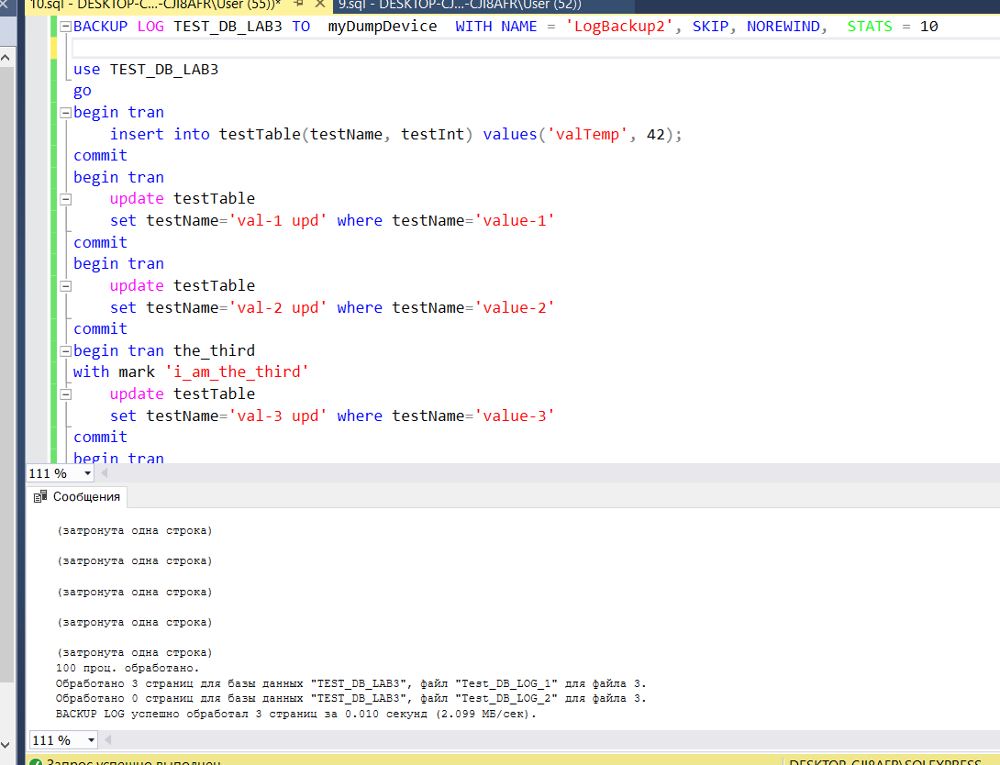 10.sql - DESKTOP-C...-CJI8AFR\User (55))* 9.sql - DESKTOP-CJ...-CJI8AFR\User (52))
BACKUP LOG TEST_DB_LAB3 TO  myDumpDevice  WITH NAME = 'LogBackup2', SKIP, NOREWIND,  STATS = 10
use TEST_DB_LAB3
go
begin tran
insert into testTable(testName, testInt) values('valTemp', 42);
commit
begin tran
update testTable
set testName='val-1 upd' where testName='value-1'
commit
begin tran
update testTable
set testName='val-2 upd' where testName='value-2'
commit
begin tran the_third
with mark 'i_am_the_third'
update testTable
set testName='val-3 upd' where testName='value-3'
commit
begin tran
111 %
Сообщения
(затронута одна строка)
(затронута одна строка)
(затронута одна строка)
(затронута одна строка)
(затронута одна строка)
100 проц. обработано.
Обработано 3 страниц для базы данных "TEST_DB_LAB3", файл "Test_DB_LOG_1" для файла 3.
Обработано 0 страниц для базы данных "TEST_DB_LAB3", файл "Test_DB_LOG_2" для файла 3.
BACKUP LOG успешно обработал 3 страниц за 0.010 секунд (2.099 МБ/сек).
111 %
Запрос успешно выполнен DESKTOP-CJI8AFR\SQLEXPRESS